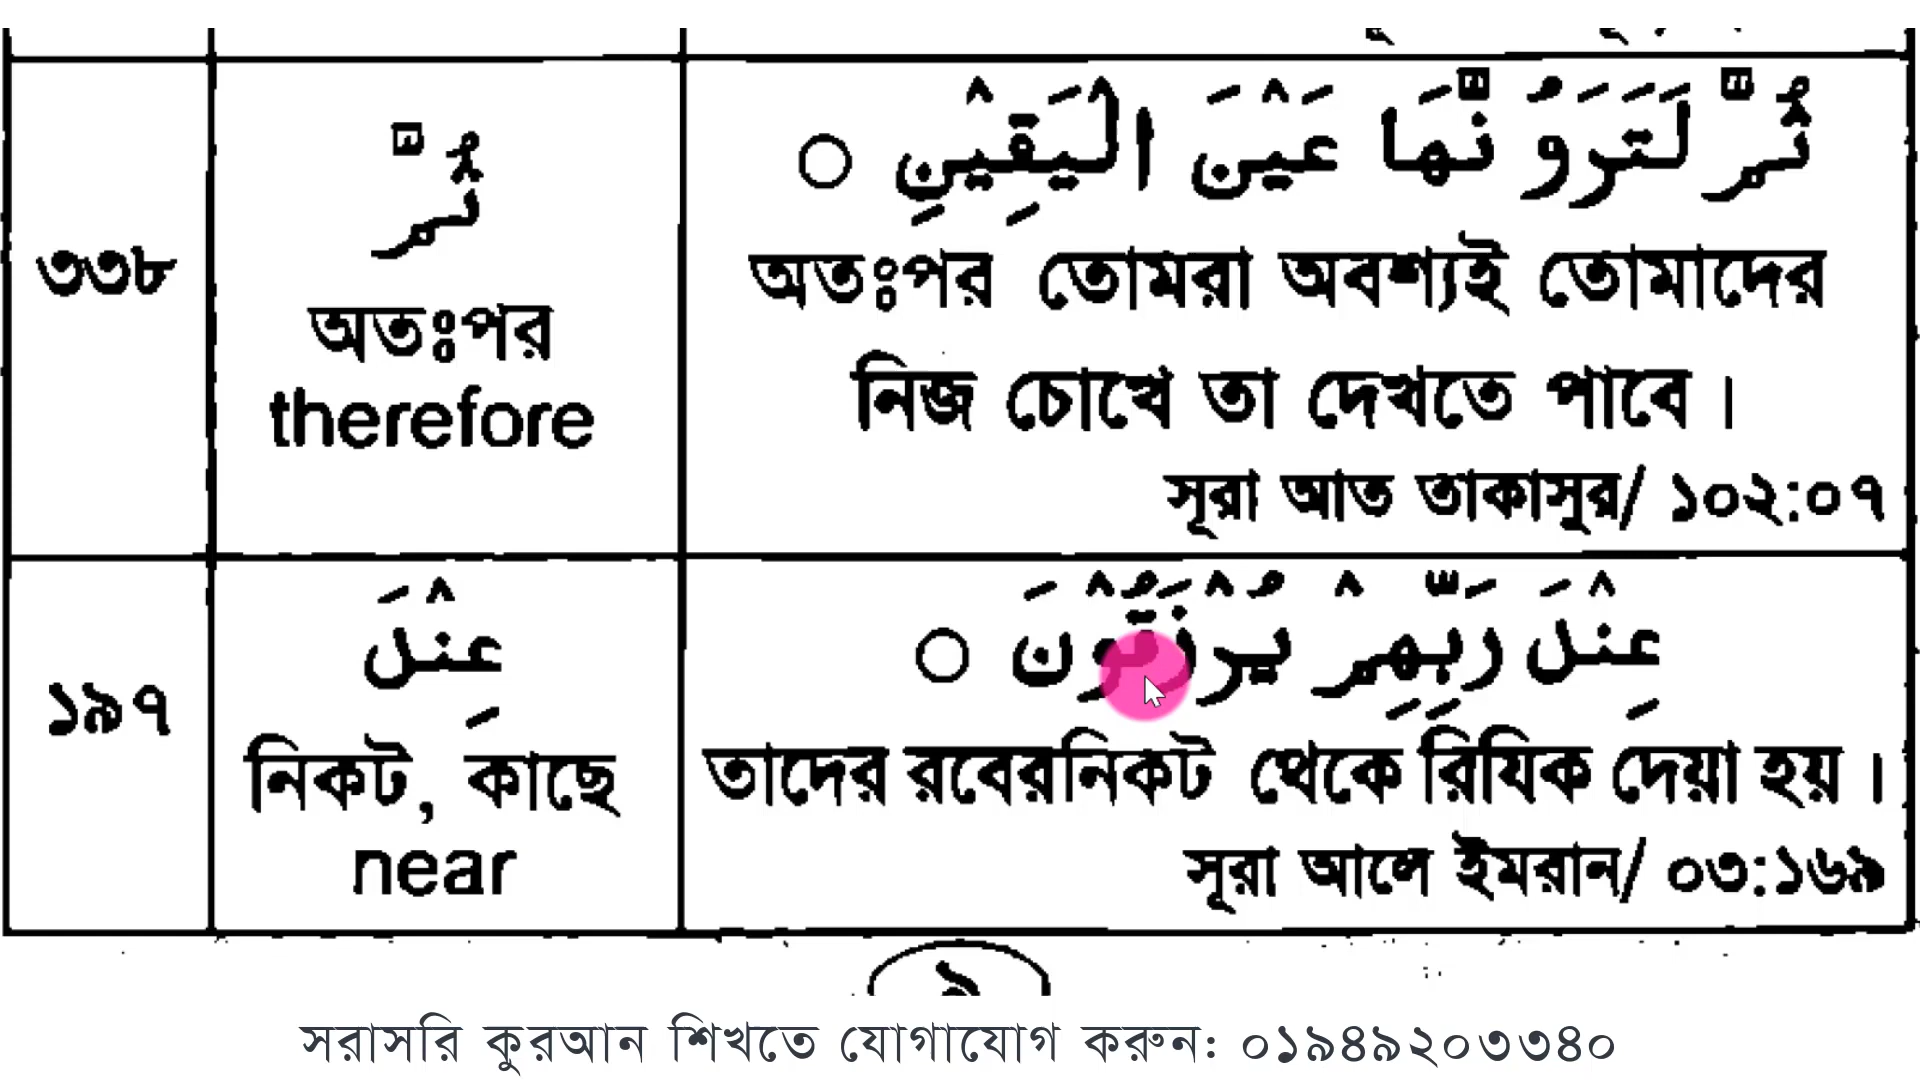 ৩৩৮
ثُمَّ
অতঃপর
therefore
ثُمَّ لَتَرَوُ نَّهَا عَيْنَ الْيَقِيْنِ ○
অতঃপর তোমরা অবশ্যই তোমাদের
নিজ চোখে তা দেখতে পাবে।
সূরা আত তাকাসুর/ ১০২:০৭
১৯৭
عِنْدَ
নিকট, কাছে
near
عِنْدَ رَبِّهِمْ يُرْزَقُوْنَ ○
তাদের রবেরনিকট থেকে রিযিক দেয়া হয়।
সূরা আলে ইমরান/ ০৩:১৬৯
৯
সরাসরি কুরআন শিখতে যোগাযোগ করুন: ০১৯৪৯২০৩৩৪০